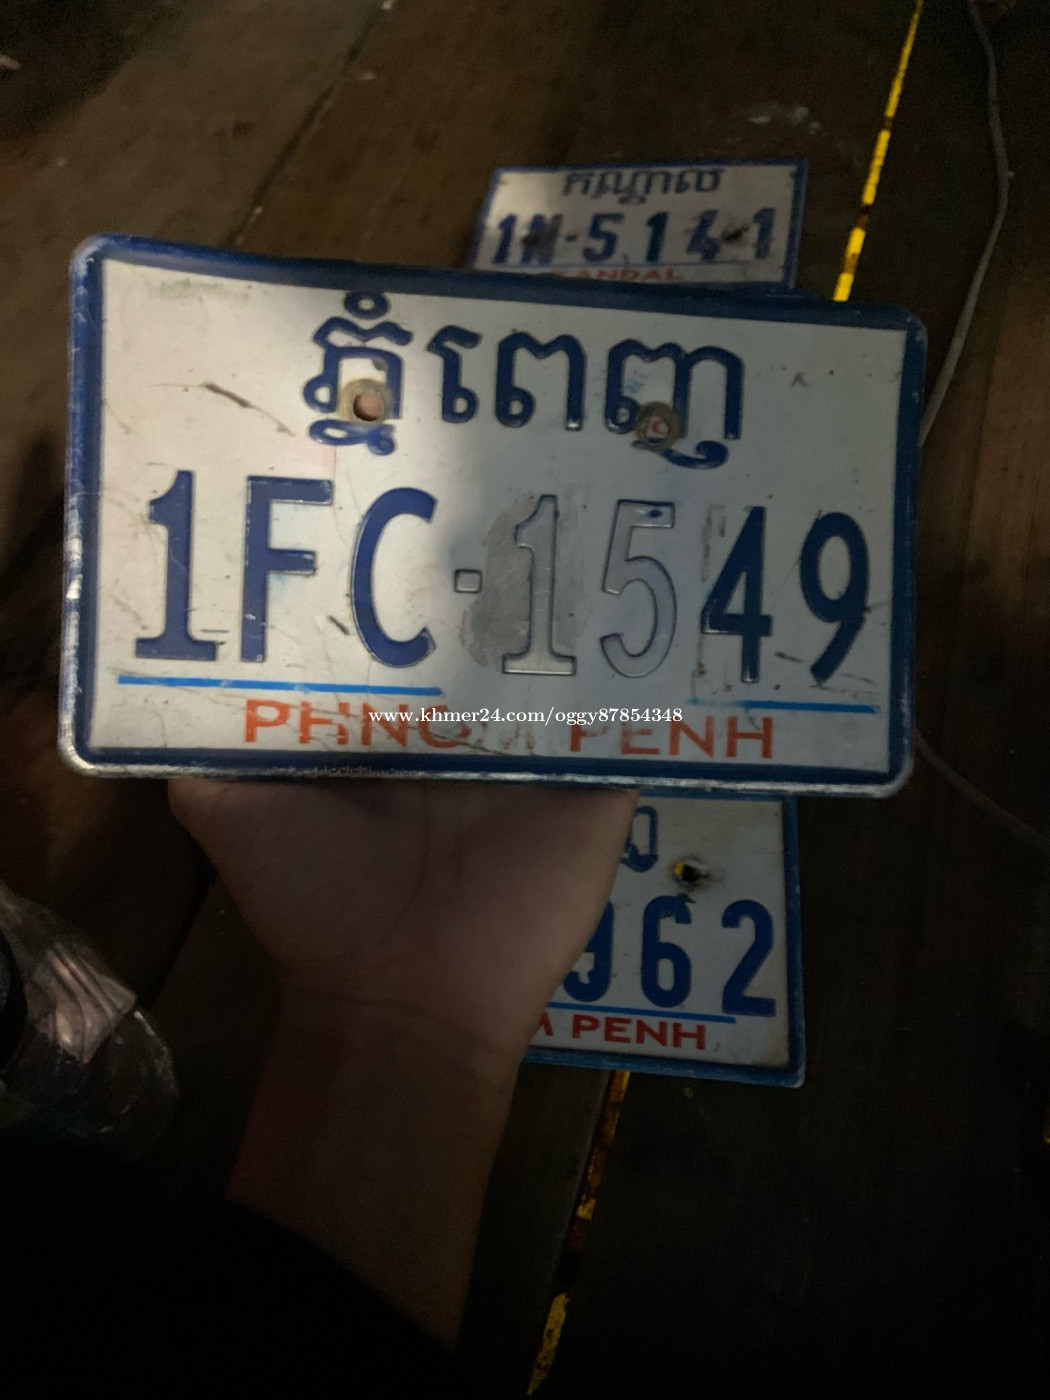 កណ្ដាល
1N-5141
KANDAL
ភ្នំពេញ
1FC-1549
PHNOM PENH
www.khmer24.com/oggy87854348
962
PENH